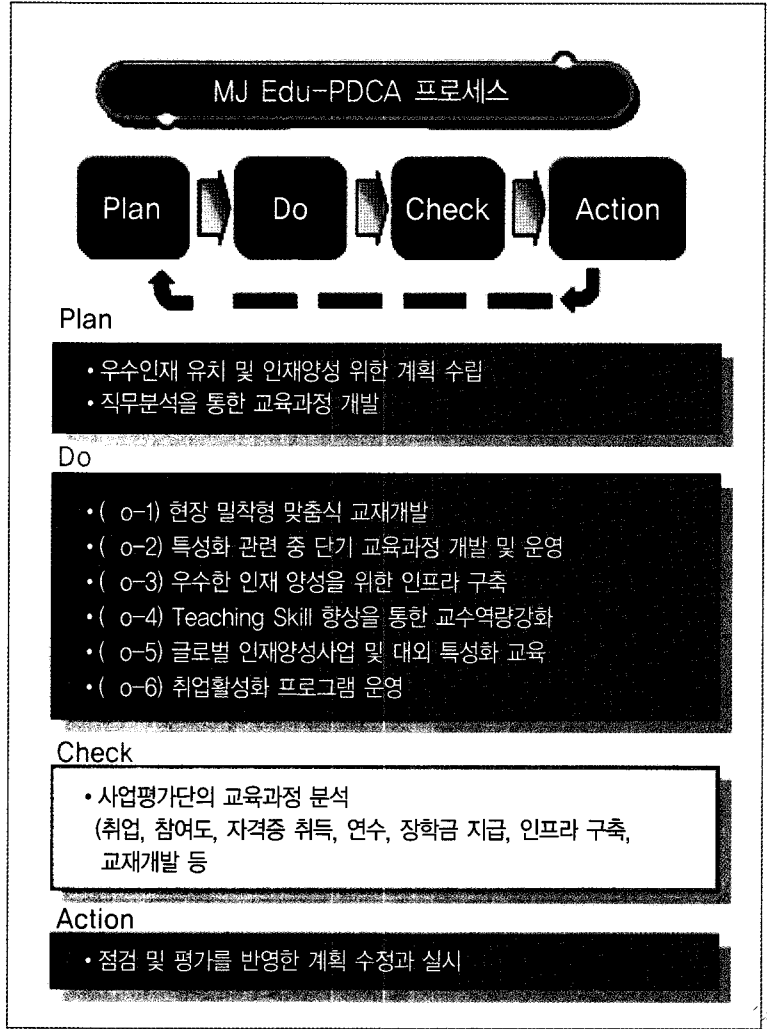 MJ Edu-PDCA 프로세스
Plan
Do
Check
Action
Plan
• 우수인재 유치 및 인재양성 위한 계획 수립
• 직무분석을 통한 교육과정 개발
Do
• ( o-1) 현장 밀착형 맞춤식 교재개발
• ( o-2) 특성화 관련 중 단기 교육과정 개발 및 운영
• ( o-3) 우수한 인재 양성을 위한 인프라 구축
• ( o-4) Teaching Skill 향상을 통한 교수역량강화
• ( o-5) 글로벌 인재양성사업 및 대외 특성화 교육
• ( o-6) 취업활성화 프로그램 운영
Check
• 사업평가단의 교육과정 분석
(취업, 참여도, 자격증 취득, 연수, 장학금 지급, 인프라 구축,
교재개발 등
Action
• 점검 및 평가를 반영한 계획 수정과 실시